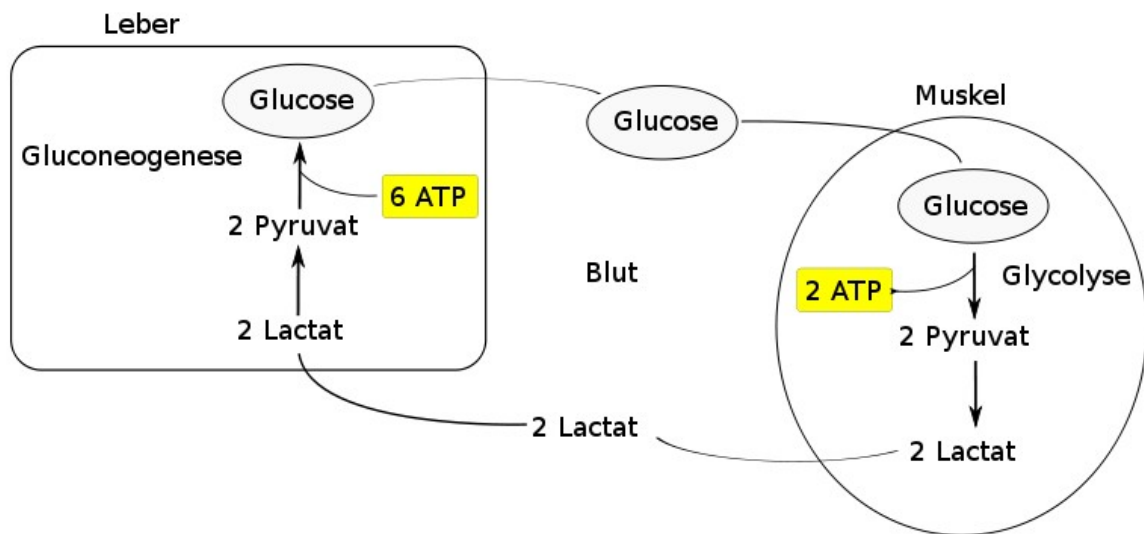 Leber
Glucose
Gluconeogenese
6 ATP
2 Pyruvat
2 Lactat
Glucose
Blut
2 Lactat
Muskel
Glucose
Glycolyse
2 ATP
2 Pyruvat
2 Lactat